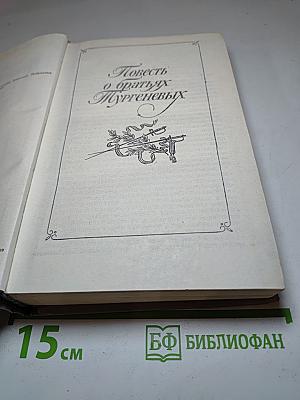 Повесть
о братьях
Тургеневых
15 см
БФ БИБЛИОФАН